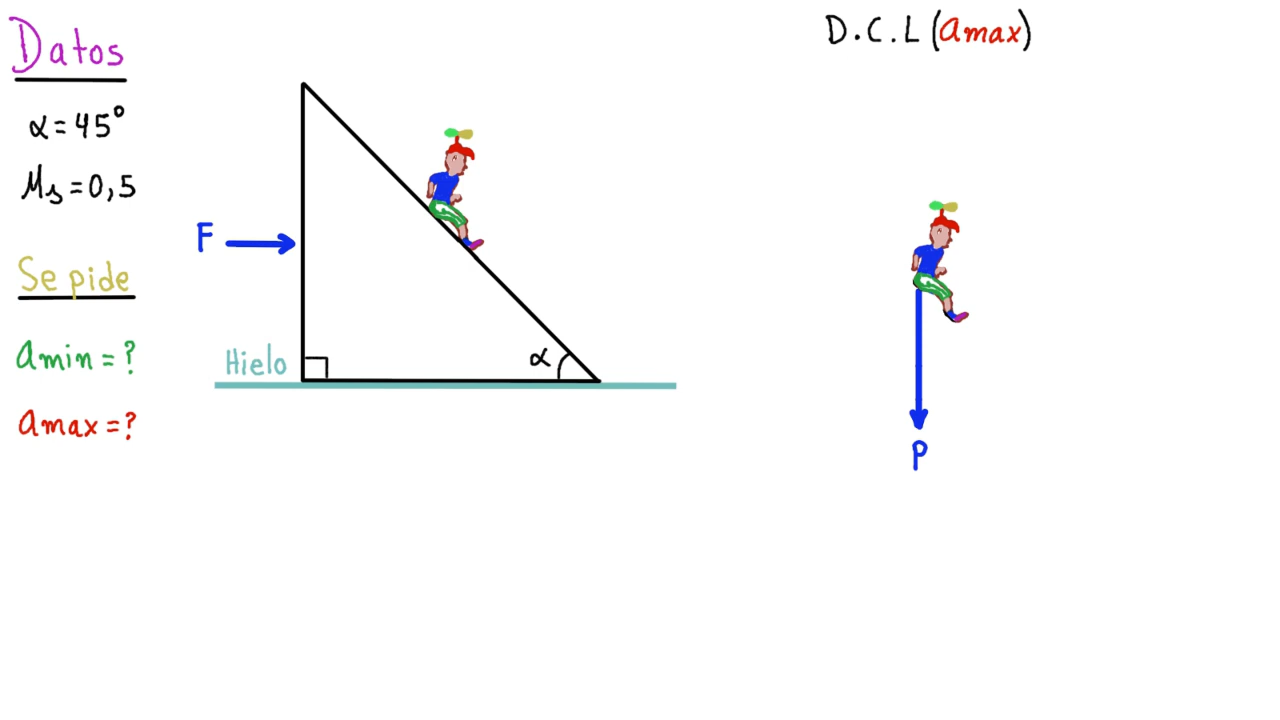 Datos
α = 45°
μs = 0,5
Se pide
amin = ?
amax = ?
F
Hielo
α
D.C.L (amax)
P